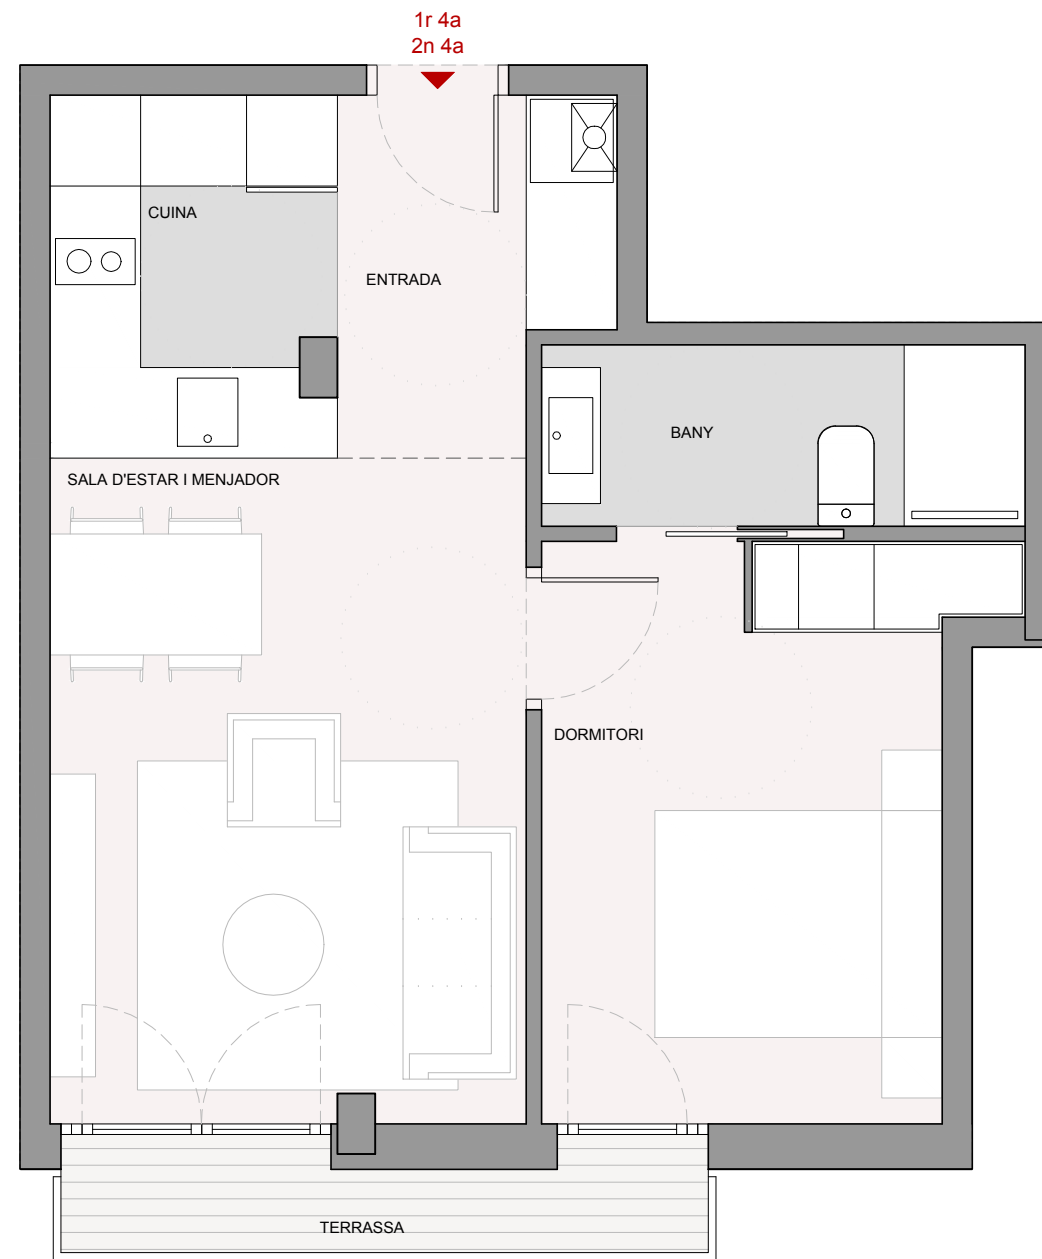 1r 4a
2n 4a
CUINA
ENTRADA
BANY
SALA D'ESTAR I MENJADOR
DORMITORI
TERRASSA